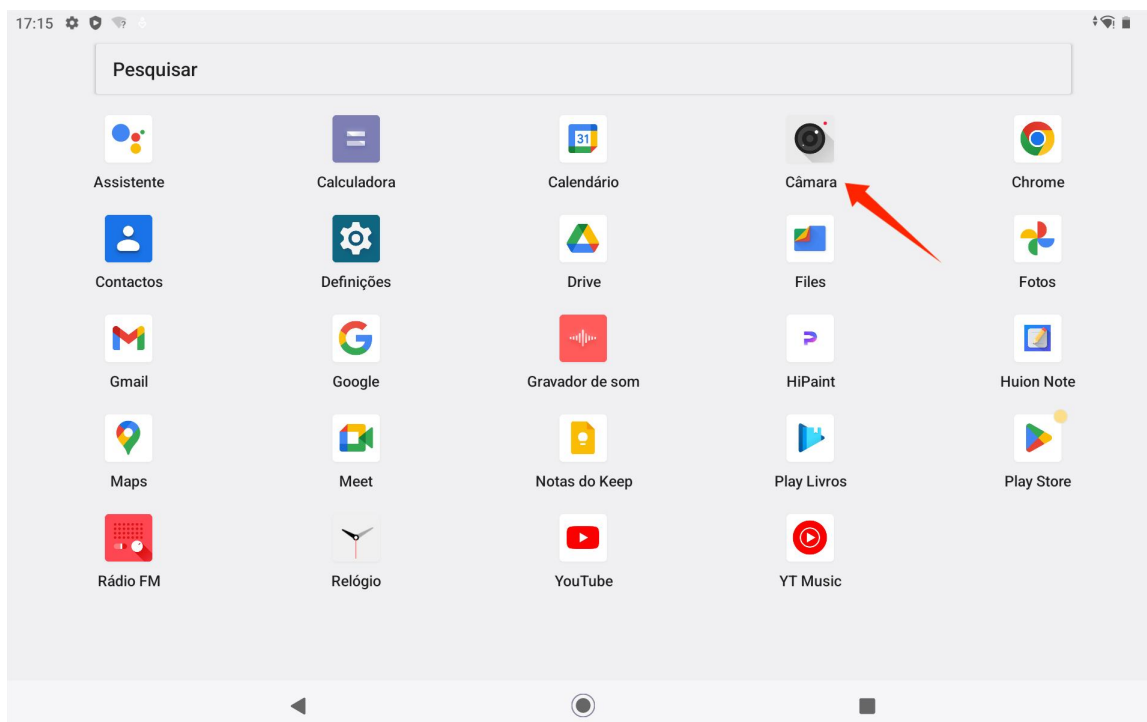 17:15
Pesquisar
Assistente Calculadora Calendário Câmara Chrome
Contactos Definições Drive Files Fotos
Gmail Google Gravador de som HiPaint Huion Note
Maps Meet Notas do Keep Play Livros Play Store
Rádio FM Relógio YouTube YT Music